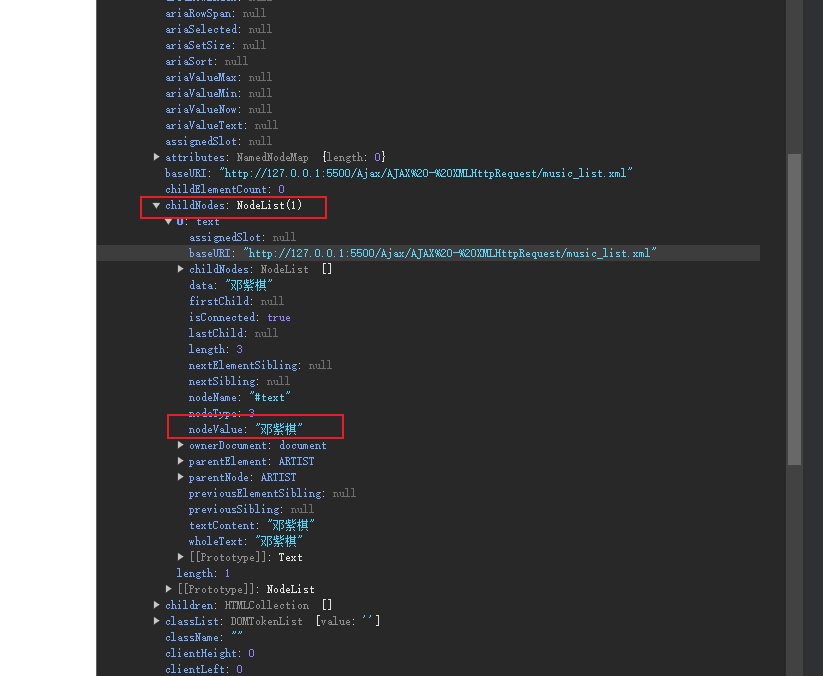 ariaRowSpan: null
ariaSelected: null
ariaSetSize: null
ariaSort: null
ariaValueMax: null
ariaValueMin: null
ariaValueNow: null
ariaValueText: null
assignedSlot: null
attributes: NamedNodeMap {length: 0}
baseURI: "http://127.0.0.1:5500/Ajax/AJAX%20-%20XMLHttpRequest/music_list.xml"
childElementCount: 0
childNodes: NodeList(1)
0: text
assignedSlot: null
baseURI: "http://127.0.0.1:5500/Ajax/AJAX%20-%20XMLHttpRequest/music_list.xml"
childNodes: NodeList []
data: "邓紫棋"
firstChild: null
isConnected: true
lastChild: null
length: 3
nextElementSibling: null
nextSibling: null
nodeName: "#text"
nodeType: 3
nodeValue: "邓紫棋"
ownerDocument: document
parentElement: ARTIST
parentNode: ARTIST
previousElementSibling: null
previousSibling: null
textContent: "邓紫棋"
wholeText: "邓紫棋"
[[Prototype]]: Text
length: 1
[[Prototype]]: NodeList
children: HTMLCollection []
classList: DOMTokenList [value: '']
className: ""
clientHeight: 0
clientLeft: 0